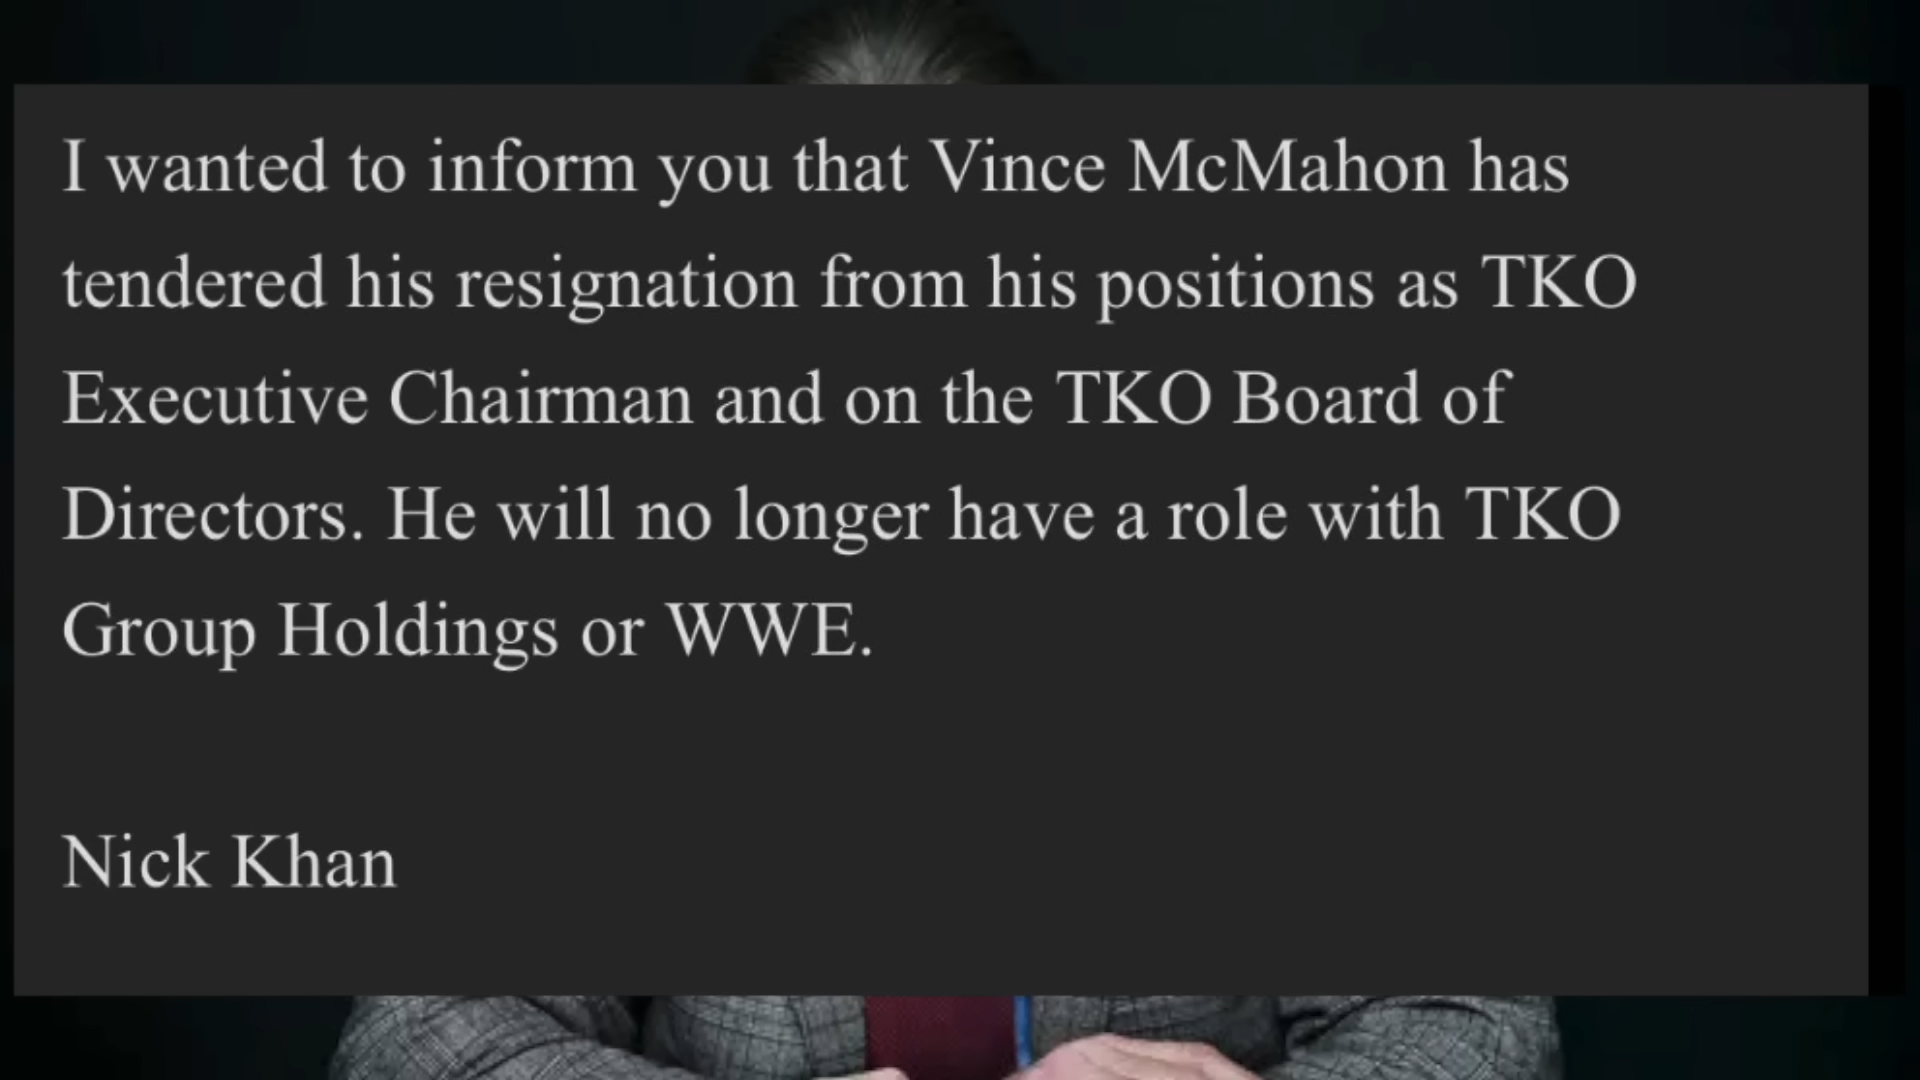 I wanted to inform you that Vince McMahon has
tendered his resignation from his positions as TKO
Executive Chairman and on the TKO Board of
Directors. He will no longer have a role with TKO
Group Holdings or WWE.
Nick Khan